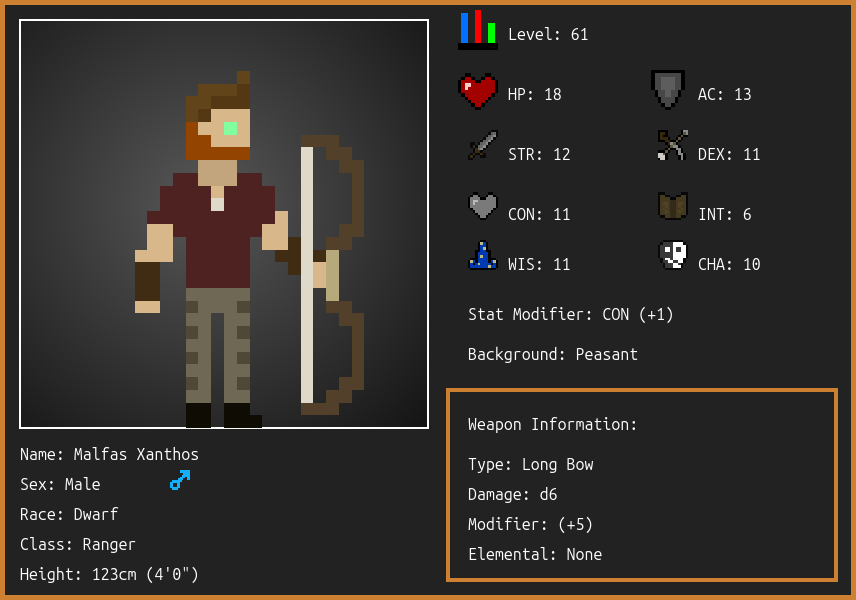 Level: 61
HP: 18
AC: 13
STR: 12
DEX: 11
CON: 11
INT: 6
WIS: 11
CHA: 10
Stat Modifier: CON (+1)
Background: Peasant
Name: Malfas Xanthos
Sex: Male
Race: Dwarf
Class: Ranger
Height: 123cm (4'0")
Weapon Information:
Type: Long Bow
Damage: d6
Modifier: (+5)
Elemental: None